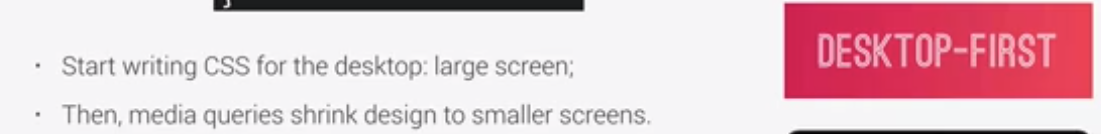 • Start writing CSS for the desktop: large screen;
• Then, media queries shrink design to smaller screens.
DESKTOP-FIRST